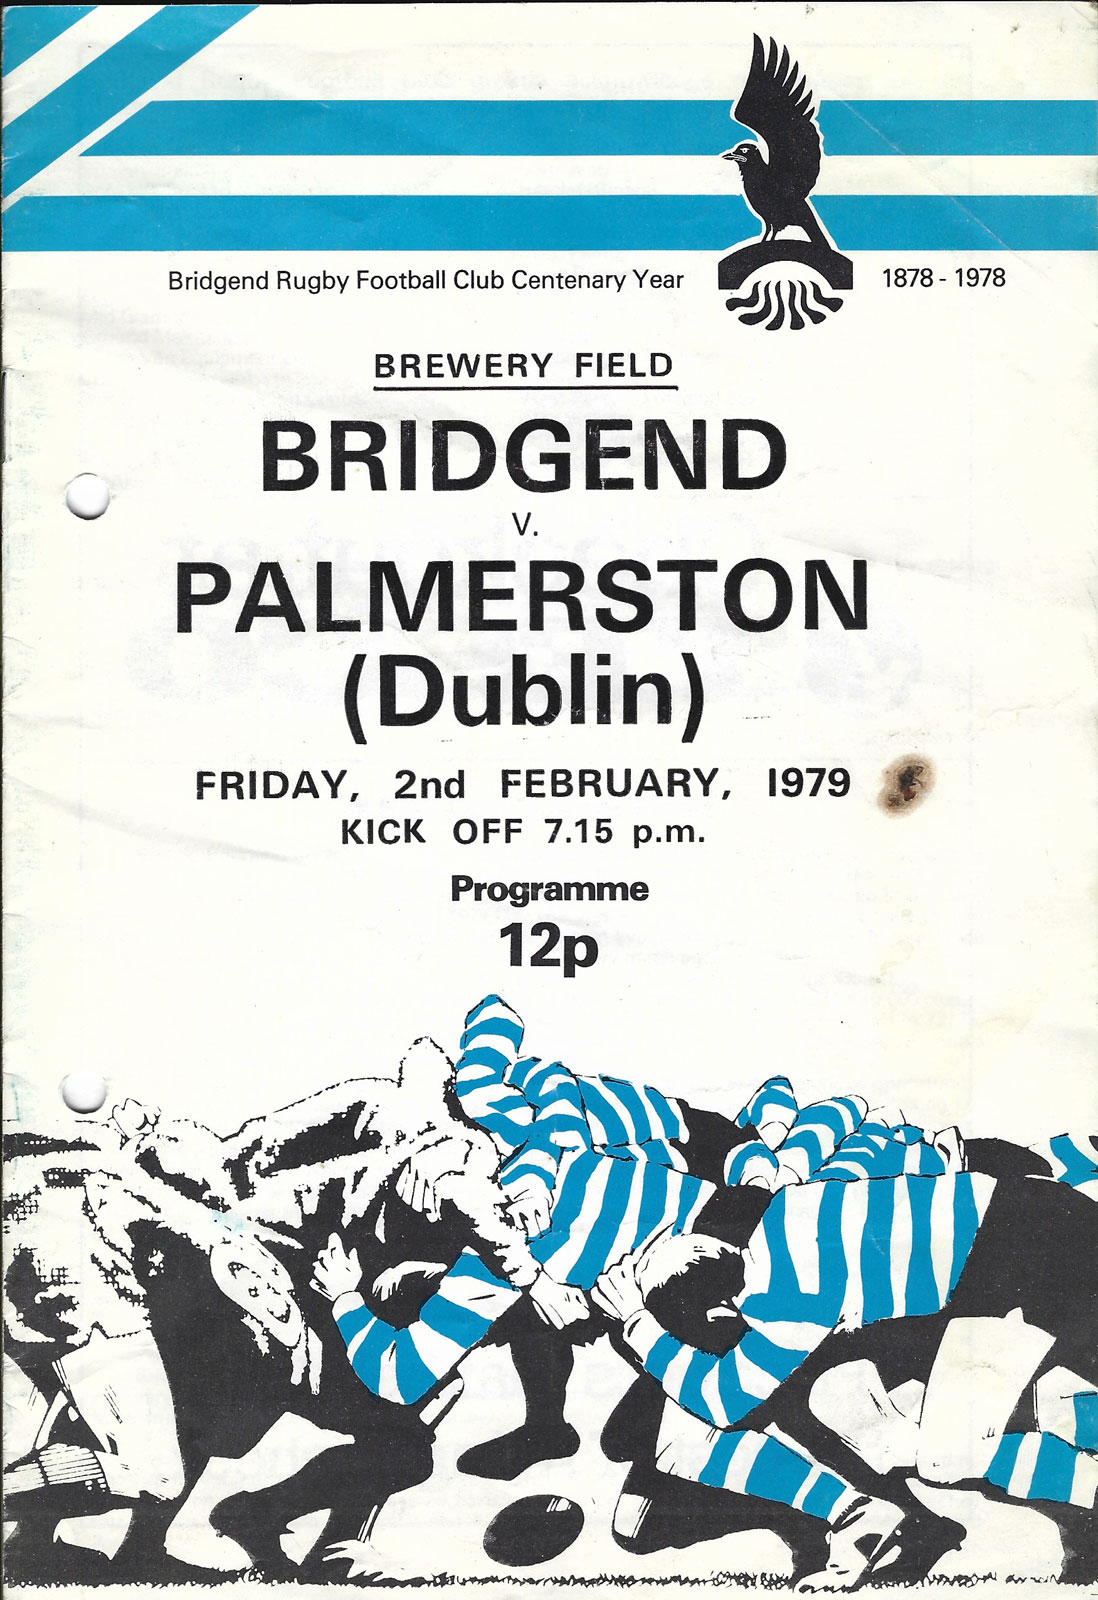 Bridgend Rugby Football Club Centenary Year 1878 - 1978
BREWERY FIELD
BRIDGEND
V.
PALMERSTON
(Dublin)
FRIDAY, 2nd FEBRUARY, 1979
KICK OFF 7.15 p.m.
Programme
12p